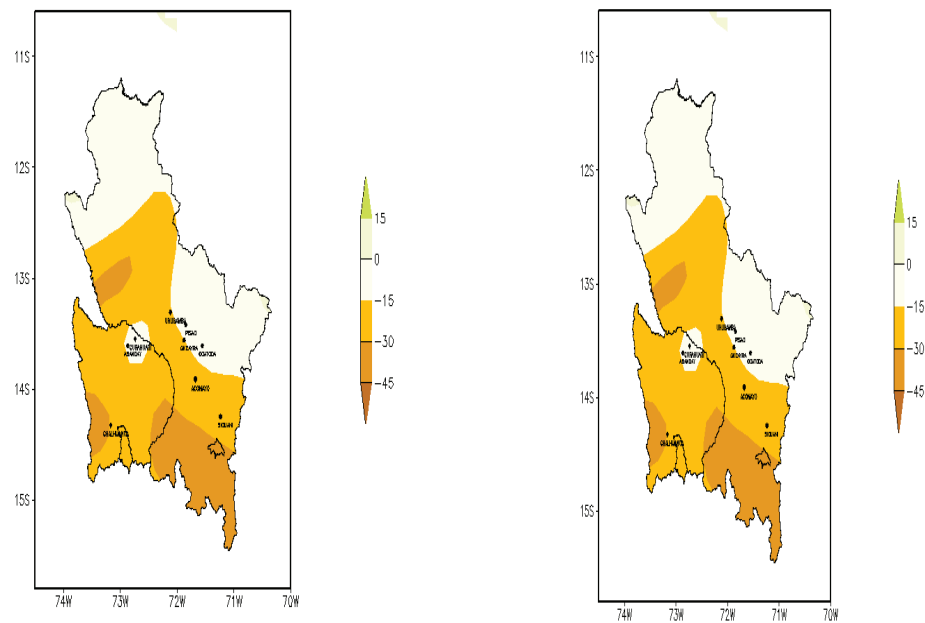 11S
12S
13S
14S
15S
74W
73W
72W
71W
70W
15
0
-15
-30
-45
URUBAMBA
PISAC
ACOMAYO
SICUANI
11S
12S
13S
14S
15S
74W
73W
72W
71W
70W
15
0
-15
-30
-45
URUBAMBA
PISAC
ACOMAYO
SICUANI